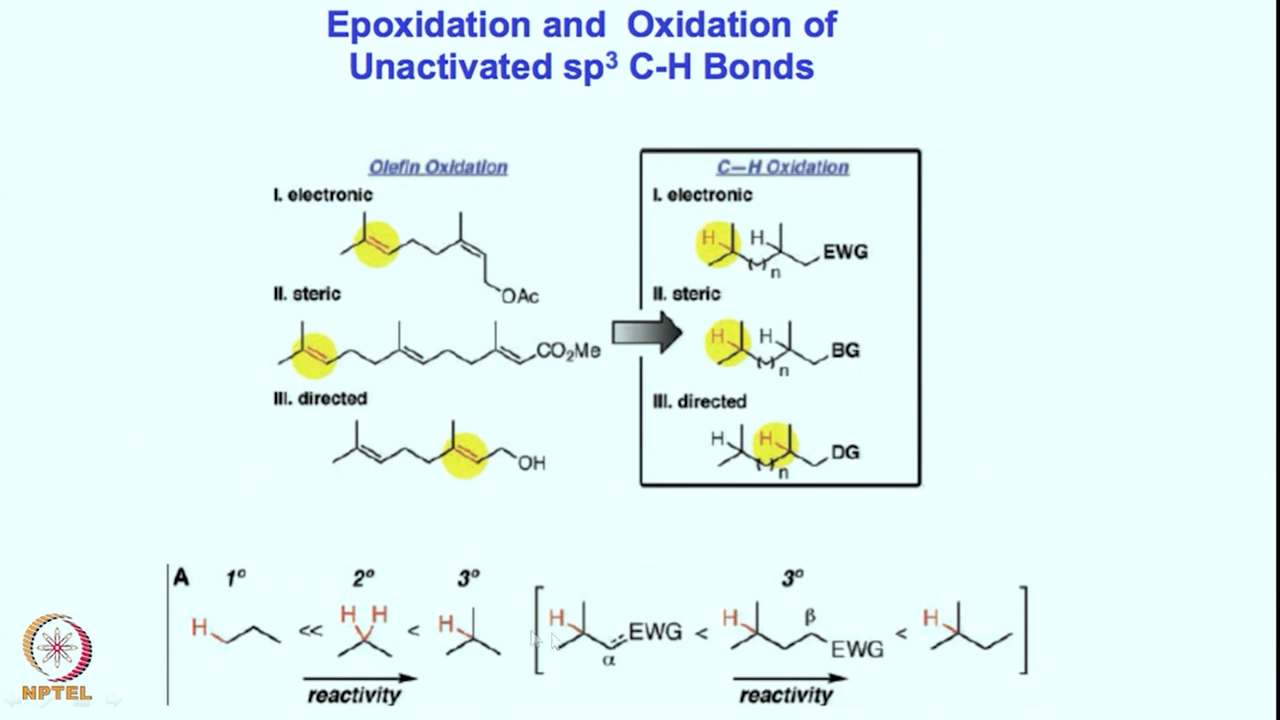 Epoxidation and Oxidation of
Unactivated sp³ C-H Bonds
Olefin Oxidation
I. electronic
OAc
II. steric
CO₂Me
III. directed
OH
C—H Oxidation
I. electronic
H H EWG
n
II. steric
H H BG
n
III. directed
H H DG
n
A 1° 2° 3° 3°
H << H H < H [ H EWG < H β EWG < H ]
α
reactivity reactivity
NPTEL